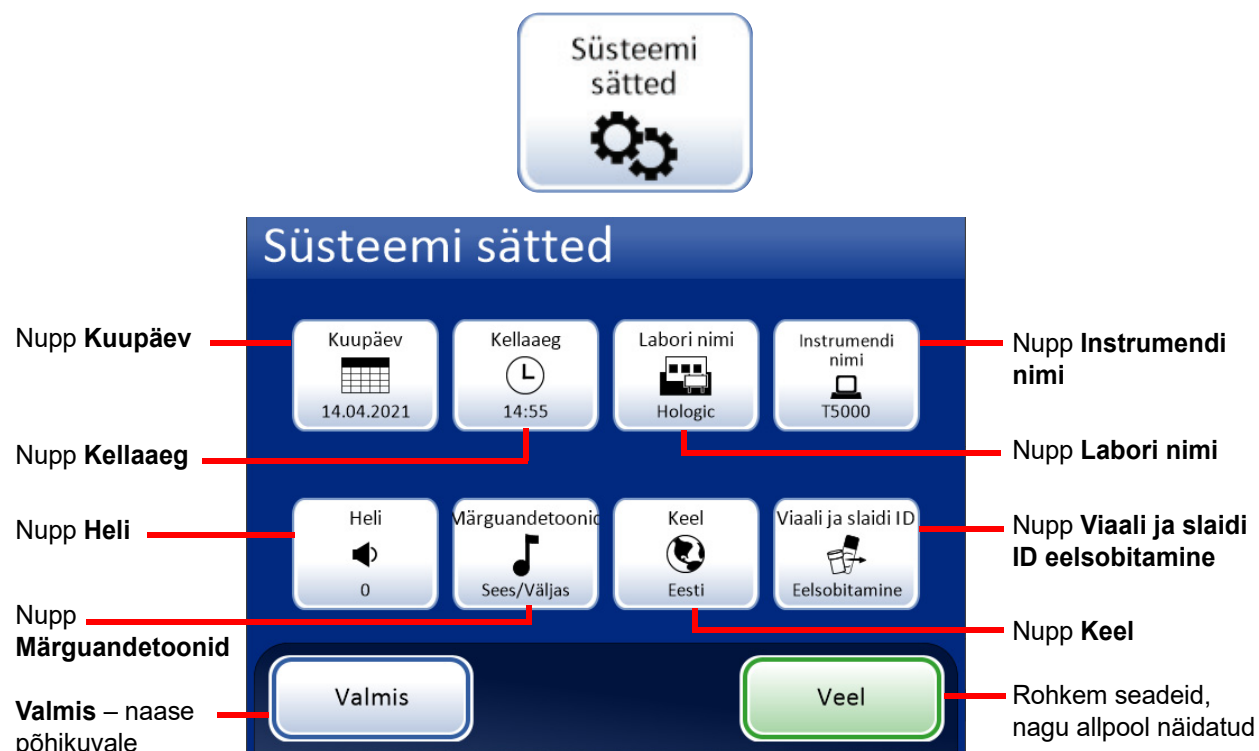 Süsteemi
sätted
Süsteemi sätted
Nupp Kuupäev
Kuupäev
14.04.2021
Kellaaeg
14:55
Labori nimi
Hologic
Instrumendi
nimi
T5000
Nupp Instrumendi
nimi
Nupp Kellaaeg
Nupp Labori nimi
Nupp Heli
Heli
0
Märguandetoonid
Sees/Väljas
Keel
Eesti
Viaali ja slaidi ID
Eelsobitamine
Nupp Viaali ja slaidi
ID eelsobitamine
Nupp
Märguandetoonid
Nupp Keel
Valmis – naase
põhikuvale
Valmis
Veel
Rohkem seadeid,
nagu allpool näidatud